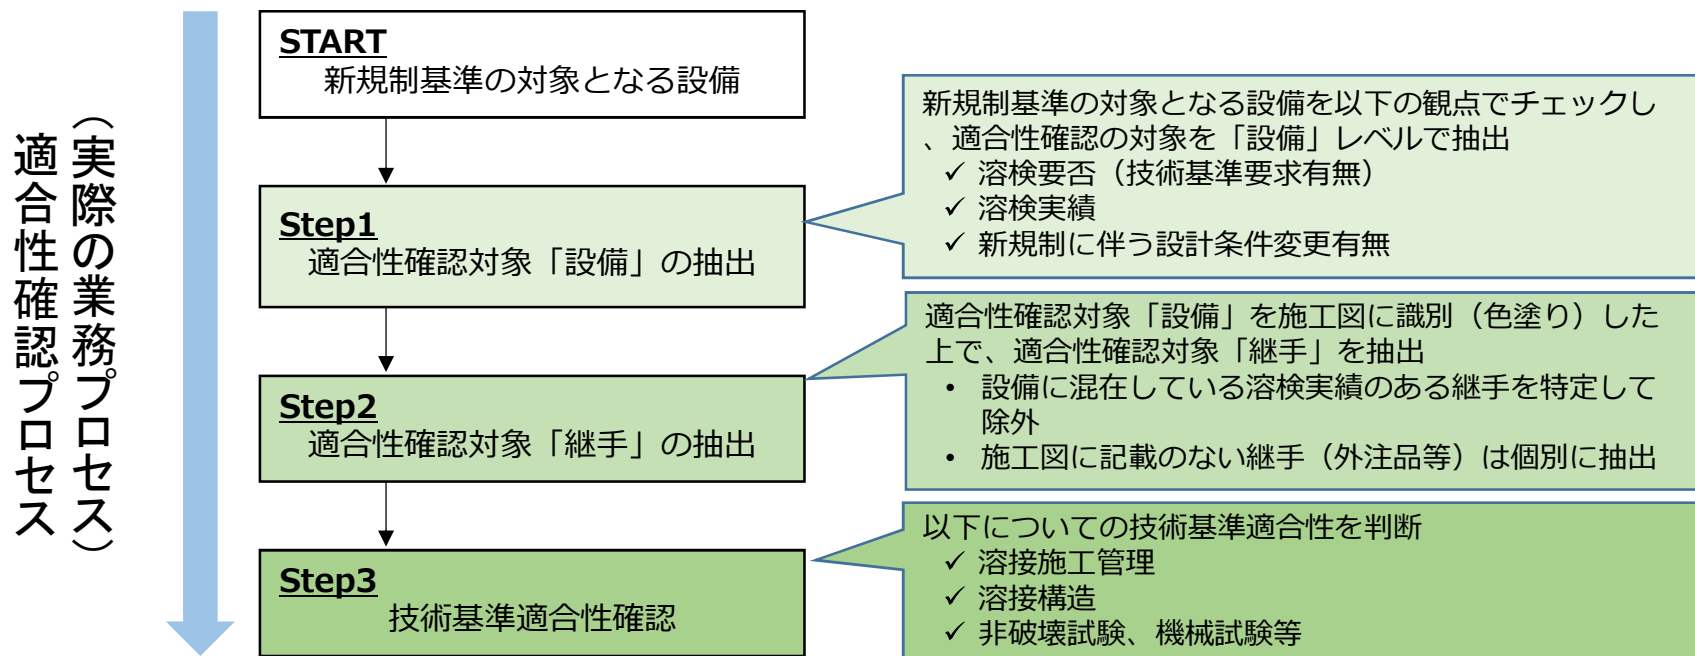 適合性確認プロセス
（実際の業務プロセス）
START
新規制基準の対象となる設備
Step1
適合性確認対象「設備」の抽出
新規制基準の対象となる設備を以下の観点でチェックし
、適合性確認の対象を「設備」レベルで抽出
✓ 溶検要否（技術基準要求有無）
✓ 溶検実績
✓ 新規制に伴う設計条件変更有無
Step2
適合性確認対象「継手」の抽出
適合性確認対象「設備」を施工図に識別（色塗り）した
上で、適合性確認対象「継手」を抽出
• 設備に混在している溶検実績のある継手を特定して
除外
• 施工図に記載のない継手（外注品等）は個別に抽出
Step3
技術基準適合性確認
以下についての技術基準適合性を判断
✓ 溶接施工管理
✓ 溶接構造
✓ 非破壊試験、機械試験等